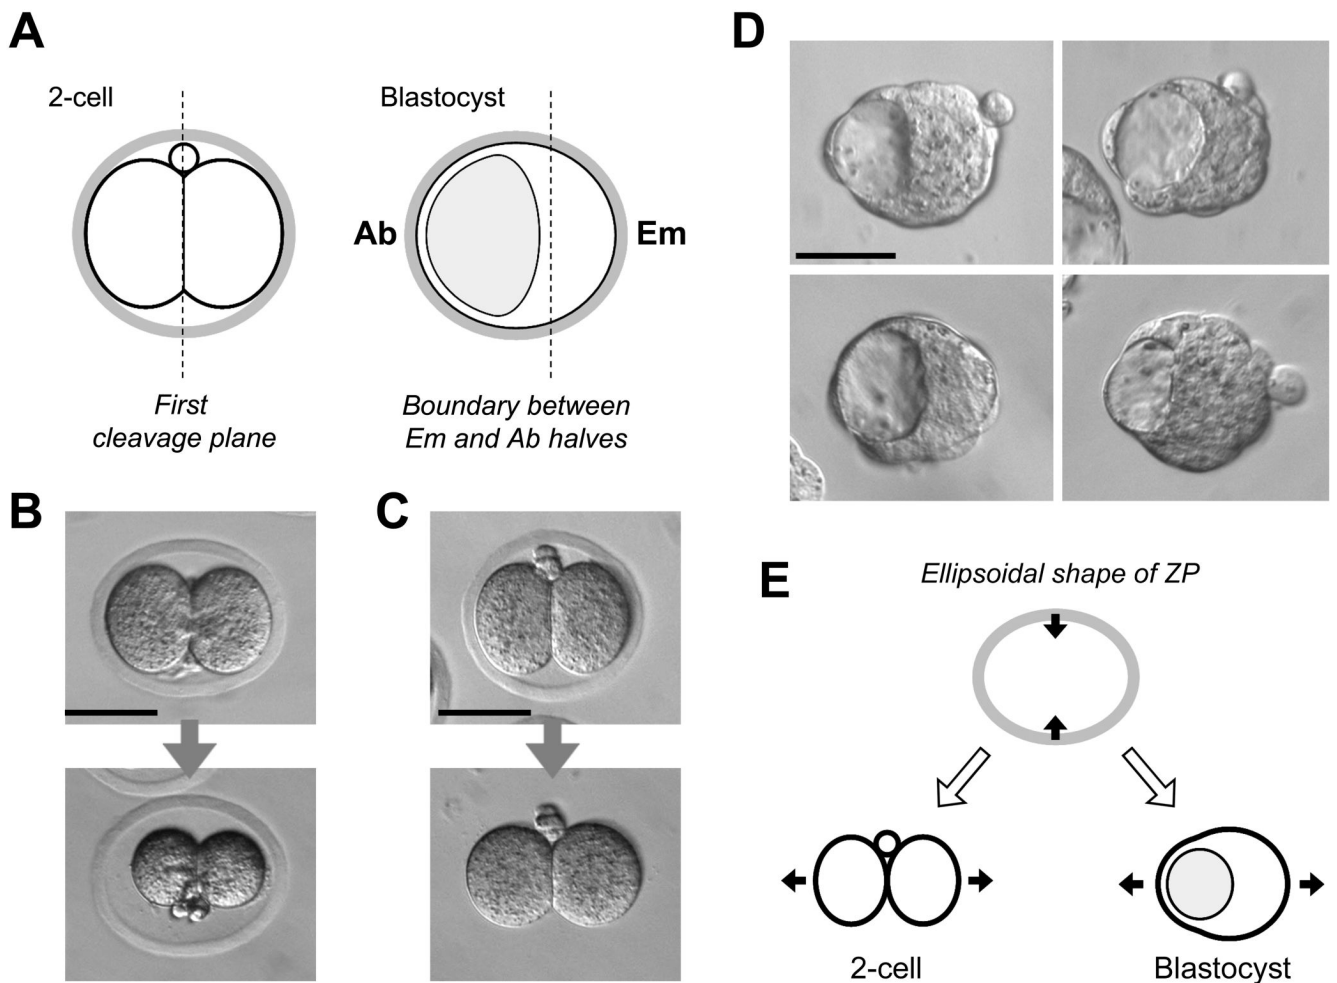 A
2-cell
Blastocyst
Ab
Em
First
cleavage plane
Boundary between
Em and Ab halves
B
C
D
E
Ellipsoidal shape of ZP
2-cell
Blastocyst